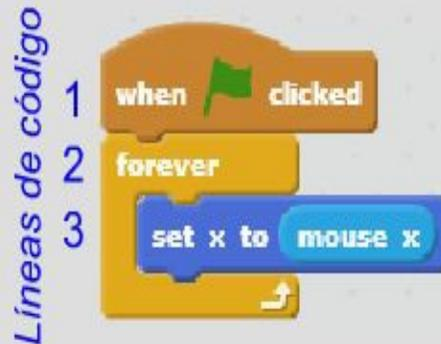 Líneas de código
1 when clicked
2 forever
3 set x to mouse x